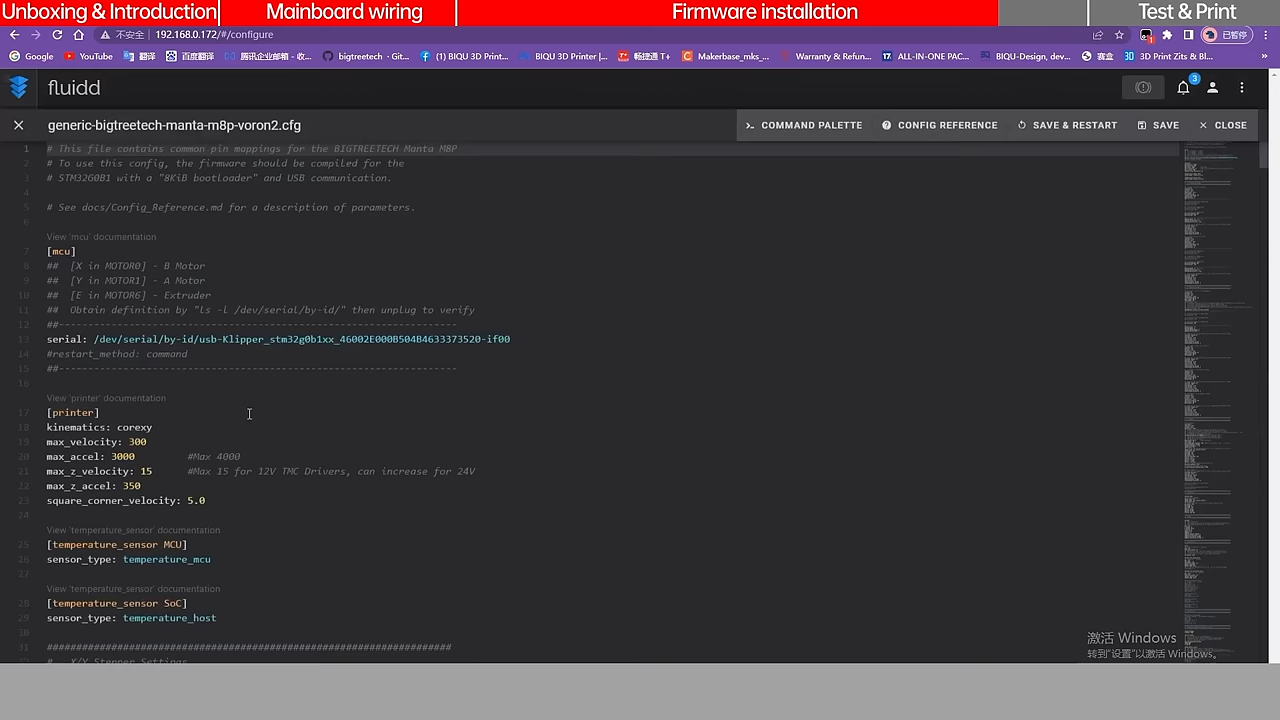 Unboxing & Introduction
Mainboard wiring
Firmware installation
Test & Print
不安全
192.168.0.172/#/configure
已暂停
Google
YouTube
翻译
百度翻译
腾讯企业邮箱 - 收...
bigtreetech · Git...
(1) BIQU 3D Print...
BIQU 3D Printer |...
畅捷通 T+
Makerbase_mks_...
Warranty & Refun...
ALL-IN-ONE PAC...
BIQU-Design, dev...
赛盒
3D Print Zits & Bl...
»
fluidd
3
generic-bigtreetech-manta-m8p-voron2.cfg
COMMAND PALETTE
CONFIG REFERENCE
SAVE & RESTART
SAVE
CLOSE
1 # This file contains common pin mappings for the BIGTREETECH Manta M8P
2 # To use this config, the firmware should be compiled for the
3 # STM32G0B1 with a "8KiB bootloader" and USB communication.
4
5 # See docs/Config_Reference.md for a description of parameters.
6
View 'mcu' documentation
7 [mcu]
8 ## [X in MOTOR0] - B Motor
9 ## [Y in MOTOR1] - A Motor
10 ## [E in MOTOR6] - Extruder
11 ## Obtain definition by "ls -l /dev/serial/by-id/" then unplug to verify
12 ##--------------------------------------------------------------------
13 serial: /dev/serial/by-id/usb-Klipper_stm32g0b1xx_46002E000B504B4633373520-if00
14 #restart_method: command
15 ##--------------------------------------------------------------------
16
View 'printer' documentation
17 [printer]
18 kinematics: corexy
19 max_velocity: 300
20 max_accel: 3000 #Max 4000
21 max_z_velocity: 15 #Max 15 for 12V TMC Drivers, can increase for 24V
22 max_z_accel: 350
23 square_corner_velocity: 5.0
24
View 'temperature_sensor' documentation
25 [temperature_sensor MCU]
26 sensor_type: temperature_mcu
27
View 'temperature_sensor' documentation
28 [temperature_sensor SoC]
29 sensor_type: temperature_host
30
31 #####################################################################
# X/Y Stepper Settings
激活 Windows
转到"设置"以激活 Windows。